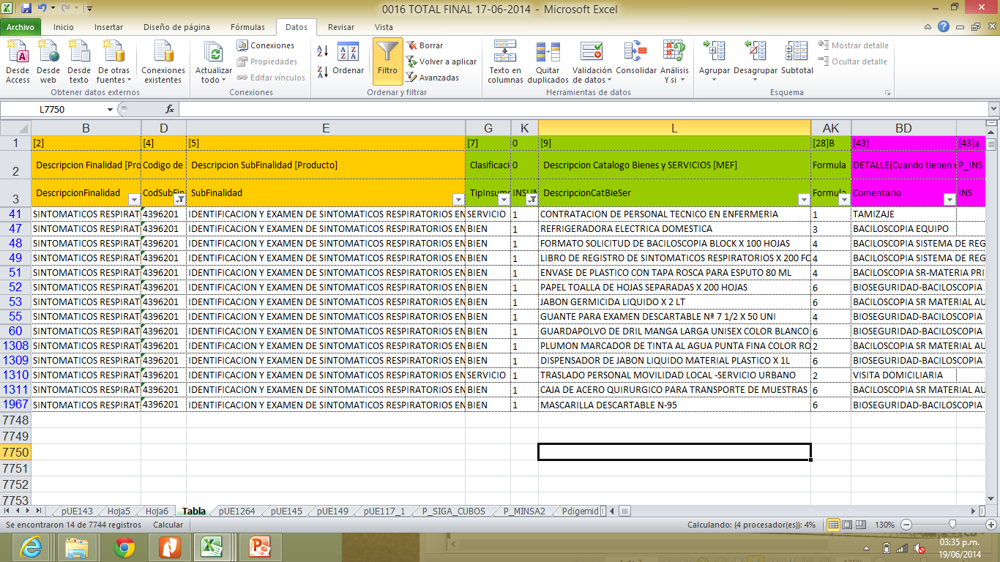 0016 TOTAL FINAL 17-06-2014 - Microsoft Excel
Archivo Inicio Insertar Diseño de página Fórmulas Datos Revisar Vista
Desde Access
Desde web
Desde texto
De otras fuentes
Conexiones existentes
Obtener datos externos
Actualizar todo
Conexiones
Propiedades
Editar vínculos
Conexiones
Ordenar
Filtro
Borrar
Volver a aplicar
Avanzadas
Ordenar y filtrar
Texto en columnas
Quitar duplicados
Validación de datos
Consolidar
Análisis Y si
Herramientas de datos
Agrupar
Desagrupar
Subtotal
Mostrar detalle
Ocultar detalle
Esquema
L7750 fx
B D E G K L AK BD
1 [2] [4] [5] [7] 0 [9] [28]B [43] [43]a
2 Descripcion Finalidad [Pro Codigo de Descripcion SubFinalidad [Producto] Clasificaci 0 Descripcion Catalogo Bienes y SERVICIOS [MEF] Formula DETALLE(Cuando tienen e P_INS
3 DescripcionFinalidad CodSubFin SubFinalidad TipInsumo INSUM DescripcionCatBieSer Formula Comentario INS
41 SINTOMATICOS RESPIRAT 4396201 IDENTIFICACION Y EXAMEN DE SINTOMATICOS RESPIRATORIOS EN SERVICIO 1 CONTRATACION DE PERSONAL TECNICO EN ENFERMERIA 1 TAMIZAJE
47 SINTOMATICOS RESPIRAT 4396201 IDENTIFICACION Y EXAMEN DE SINTOMATICOS RESPIRATORIOS EN BIEN 1 REFRIGERADORA ELECTRICA DOMESTICA 3 BACILOSCOPIA EQUIPO
48 SINTOMATICOS RESPIRAT 4396201 IDENTIFICACION Y EXAMEN DE SINTOMATICOS RESPIRATORIOS EN BIEN 1 FORMATO SOLICITUD DE BACILOSCOPIA BLOCK X 100 HOJAS 4 BACILOSCOPIA SISTEMA DE REG
49 SINTOMATICOS RESPIRAT 4396201 IDENTIFICACION Y EXAMEN DE SINTOMATICOS RESPIRATORIOS EN BIEN 1 LIBRO DE REGISTRO DE SINTOMATICOS RESPIRATORIOS X 200 FO 4 BACILOSCOPIA SISTEMA DE REG
51 SINTOMATICOS RESPIRAT 4396201 IDENTIFICACION Y EXAMEN DE SINTOMATICOS RESPIRATORIOS EN BIEN 1 ENVASE DE PLASTICO CON TAPA ROSCA PARA ESPUTO 80 ML 4 BACILOSCOPIA SR-MATERIA PRI
52 SINTOMATICOS RESPIRAT 4396201 IDENTIFICACION Y EXAMEN DE SINTOMATICOS RESPIRATORIOS EN BIEN 1 PAPEL TOALLA DE HOJAS SEPARADAS X 200 HOJAS 6 BIOSEGURIDAD-BACILOSCOPIA
53 SINTOMATICOS RESPIRAT 4396201 IDENTIFICACION Y EXAMEN DE SINTOMATICOS RESPIRATORIOS EN BIEN 1 JABON GERMICIDA LIQUIDO X 2 LT 6 BACILOSCOPIA SR MATERIAL AU
55 SINTOMATICOS RESPIRAT 4396201 IDENTIFICACION Y EXAMEN DE SINTOMATICOS RESPIRATORIOS EN BIEN 1 GUANTE PARA EXAMEN DESCARTABLE Nª 7 1/2 X 50 UNI 4 BIOSEGURIDAD-BACILOSCOPIA
60 SINTOMATICOS RESPIRAT 4396201 IDENTIFICACION Y EXAMEN DE SINTOMATICOS RESPIRATORIOS EN BIEN 1 GUARDAPOLVO DE DRIL MANGA LARGA UNISEX COLOR BLANCO 6 BIOSEGURIDAD-BACILOSCOPIA
1308 SINTOMATICOS RESPIRAT 4396201 IDENTIFICACION Y EXAMEN DE SINTOMATICOS RESPIRATORIOS EN BIEN 1 PLUMON MARCADOR DE TINTA AL AGUA PUNTA FINA COLOR RO 2 BACILOSCOPIA SR MATERIAL AU
1309 SINTOMATICOS RESPIRAT 4396201 IDENTIFICACION Y EXAMEN DE SINTOMATICOS RESPIRATORIOS EN BIEN 1 DISPENSADOR DE JABON LIQUIDO MATERIAL PLASTICO X 1L 6 BIOSEGURIDAD-BACILOSCOPIA
1310 SINTOMATICOS RESPIRAT 4396201 IDENTIFICACION Y EXAMEN DE SINTOMATICOS RESPIRATORIOS EN SERVICIO 1 TRASLADO PERSONAL MOVILIDAD LOCAL -SERVICIO URBANO 2 VISITA DOMICILIARIA
1311 SINTOMATICOS RESPIRAT 4396201 IDENTIFICACION Y EXAMEN DE SINTOMATICOS RESPIRATORIOS EN BIEN 1 CAJA DE ACERO QUIRURGICO PARA TRANSPORTE DE MUESTRAS 6 BACILOSCOPIA SR MATERIAL AU
1967 SINTOMATICOS RESPIRAT 4396201 IDENTIFICACION Y EXAMEN DE SINTOMATICOS RESPIRATORIOS EN BIEN 1 MASCARILLA DESCARTABLE N-95 6 BIOSEGURIDAD-BACILOSCOPIA
7748
7749
7750
7751
7752
7753
pUE143 Hoja5 Hoja6 Tabla pUE1264 pUE145 pUE149 pUE117_1 P_SIGA_CUBOS P_MINSA2 Pdigemid
Se encontraron 14 de 7744 registros Calcular Calculando: (4 procesador(es)): 4% 130%
03:35 p.m.
19/06/2014